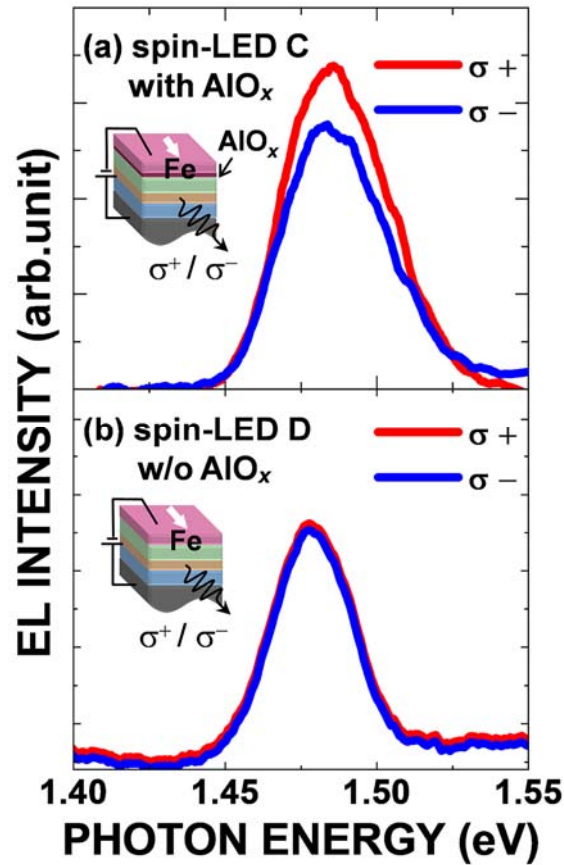 (a) spin-LED C
with AlOₓ
σ +
σ −
AlOₓ
Fe
σ⁺ / σ⁻
(b) spin-LED D
w/o AlOₓ
σ +
σ −
Fe
σ⁺ / σ⁻
EL INTENSITY (arb.unit)
1.40 1.45 1.50 1.55
PHOTON ENERGY (eV)